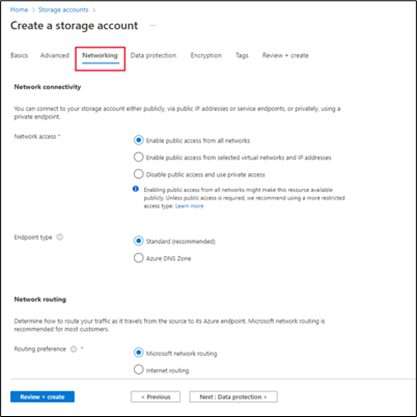 Home > Storage accounts >
Create a storage account ...
Basics Advanced Networking Data protection Encryption Tags Review + create
Network connectivity
You can connect to your storage account either publicly, via public IP addresses or service endpoints, or privately, using a
private endpoint.
Network access *
Enable public access from all networks
Enable public access from selected virtual networks and IP addresses
Disable public access and use private access
Enabling public access from all networks might make this resource available
publicly. Unless public access is required, we recommend using a more restricted
access type. Learn more
Endpoint type
Standard (recommended)
Azure DNS Zone
Network routing
Determine how to route your traffic as it travels from the source to its Azure endpoint. Microsoft network routing is
recommended for most customers.
Routing preference *
Microsoft network routing
Internet routing
Review + create < Previous Next : Data protection >